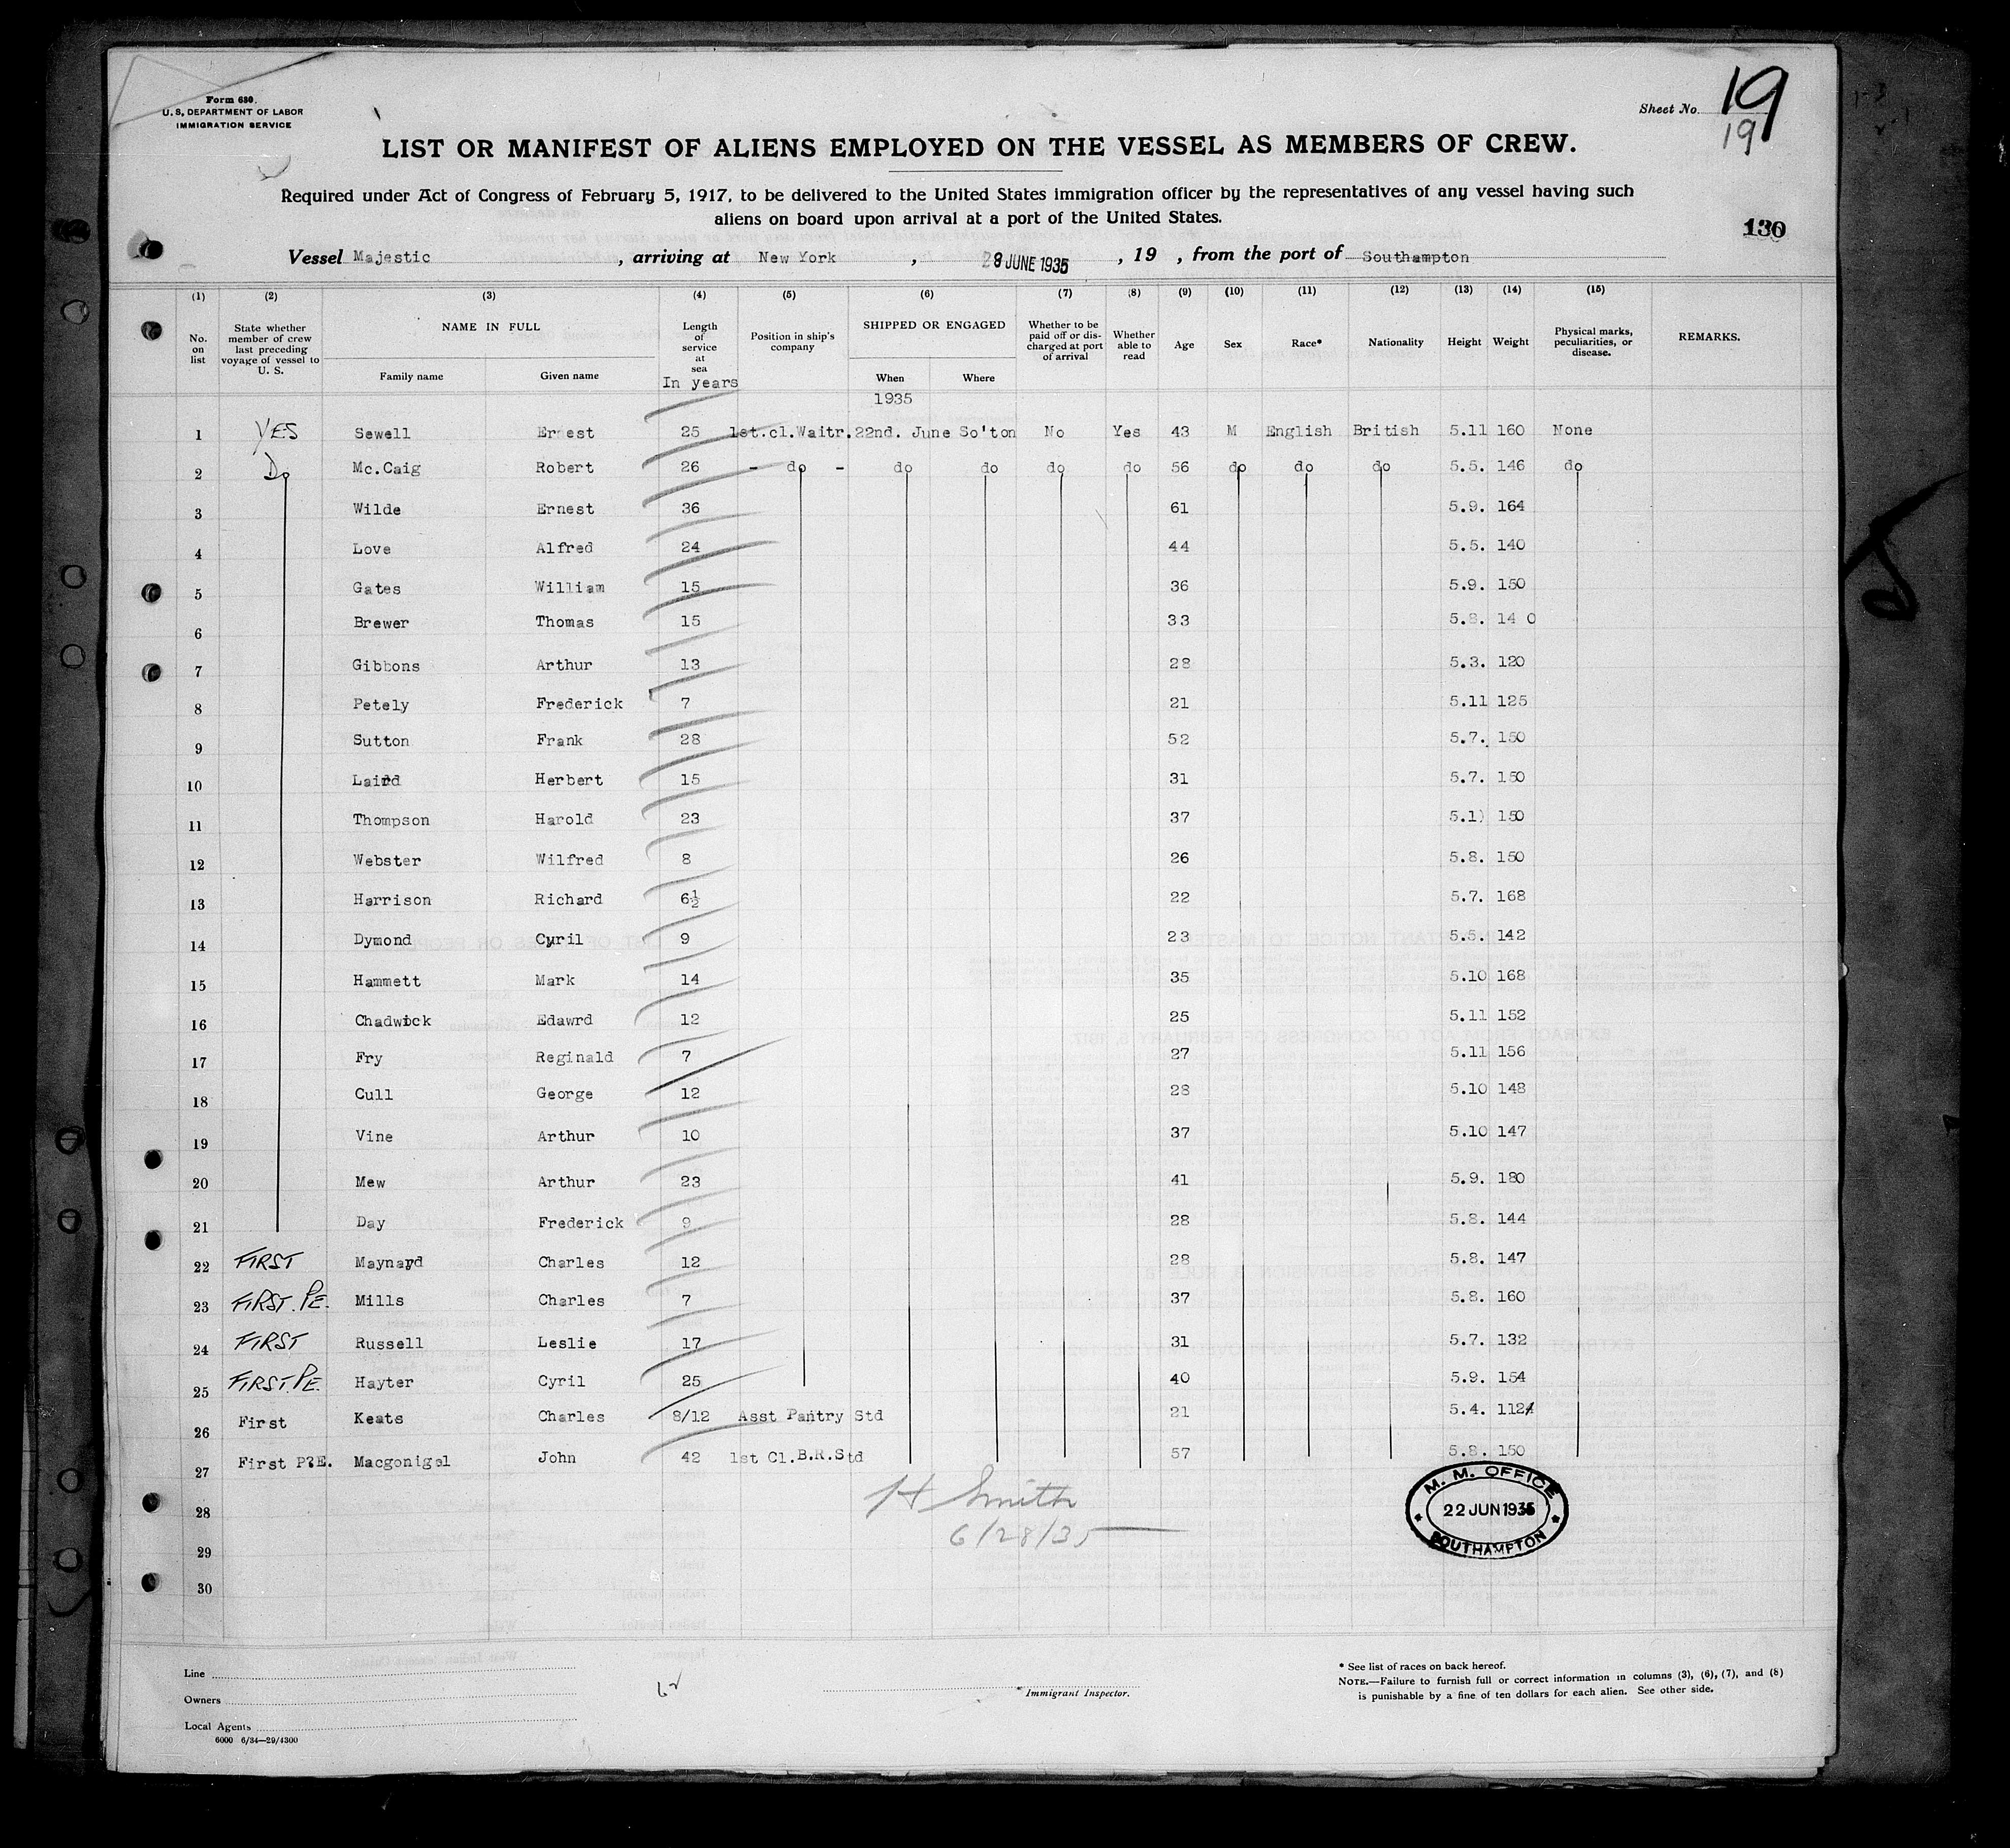 Form 680.
U. S. DEPARTMENT OF LABOR
IMMIGRATION SERVICE
Sheet No. 19
19
LIST OR MANIFEST OF ALIENS EMPLOYED ON THE VESSEL AS MEMBERS OF CREW.
Required under Act of Congress of February 5, 1917, to be delivered to the United States immigration officer by the representatives of any vessel having such
aliens on board upon arrival at a port of the United States.
130
Vessel Majestic , arriving at New York , 28 JUNE 1935 , 19 , from the port of Southampton
(1) (2) (3) (4) (5) (6) (7) (8) (9) (10) (11) (12) (13) (14) (15)
No. on list
State whether member of crew last preceding voyage of vessel to U. S.
NAME IN FULL
Family name Given name
Length of service at sea
In years
Position in ship's company
SHIPPED OR ENGAGED
When Where
1935
Whether to be paid off or discharged at port of arrival
Whether able to read
Age
Sex
Race*
Nationality
Height
Weight
Physical marks, peculiarities, or disease.
REMARKS.
1 YES Sewell Ernest 25 1st.cl.Waitr. 22nd. June So'ton No Yes 43 M English British 5.11 160 None
2 Do Mc.Caig Robert 26 - do - do do do do 56 do do do 5.5. 146 do
3 Wilde Ernest 36 61 5.9. 164
4 Love Alfred 24 44 5.5. 140
5 Gates William 15 36 5.9. 150
6 Brewer Thomas 15 33 5.8. 14 0
7 Gibbons Arthur 13 28 5.3. 120
8 Petely Frederick 7 21 5.11 125
9 Sutton Frank 28 52 5.7. 150
10 Laird Herbert 15 31 5.7. 150
11 Thompson Harold 23 37 5.1) 150
12 Webster Wilfred 8 26 5.8. 150
13 Harrison Richard 6½ 22 5.7. 168
14 Dymond Cyril 9 23 5.5. 142
15 Hammett Mark 14 35 5.10 168
16 Chadwick Edawrd 12 25 5.11 152
17 Fry Reginald 7 27 5.11 156
18 Cull George 12 28 5.10 148
19 Vine Arthur 10 37 5.10 147
20 Mew Arthur 23 41 5.9. 180
21 Day Frederick 9 28 5.8. 144
22 FIRST Maynard Charles 12 28 5.8. 147
23 FIRST. PE. Mills Charles 7 37 5.8. 160
24 FIRST Russell Leslie 17 31 5.7. 132
25 FIRST. PE. Hayter Cyril 25 40 5.9. 154
26 First Keats Charles 8/12 Asst Pantry Std 21 5.4. 112
27 First P?E. Macgonigel John 42 1st Cl.B.R.Std 57 5.8. 150
28
29
30
H Smith
6/28/35
M. M. OFFICE
22 JUN 1935
SOUTHAMPTON
Line
Owners
Local Agents
6000 6/34—29/4300
Immigrant Inspector.
* See list of races on back hereof.
NOTE.—Failure to furnish full or correct information in columns (3), (6), (7), and (8)
is punishable by a fine of ten dollars for each alien. See other side.